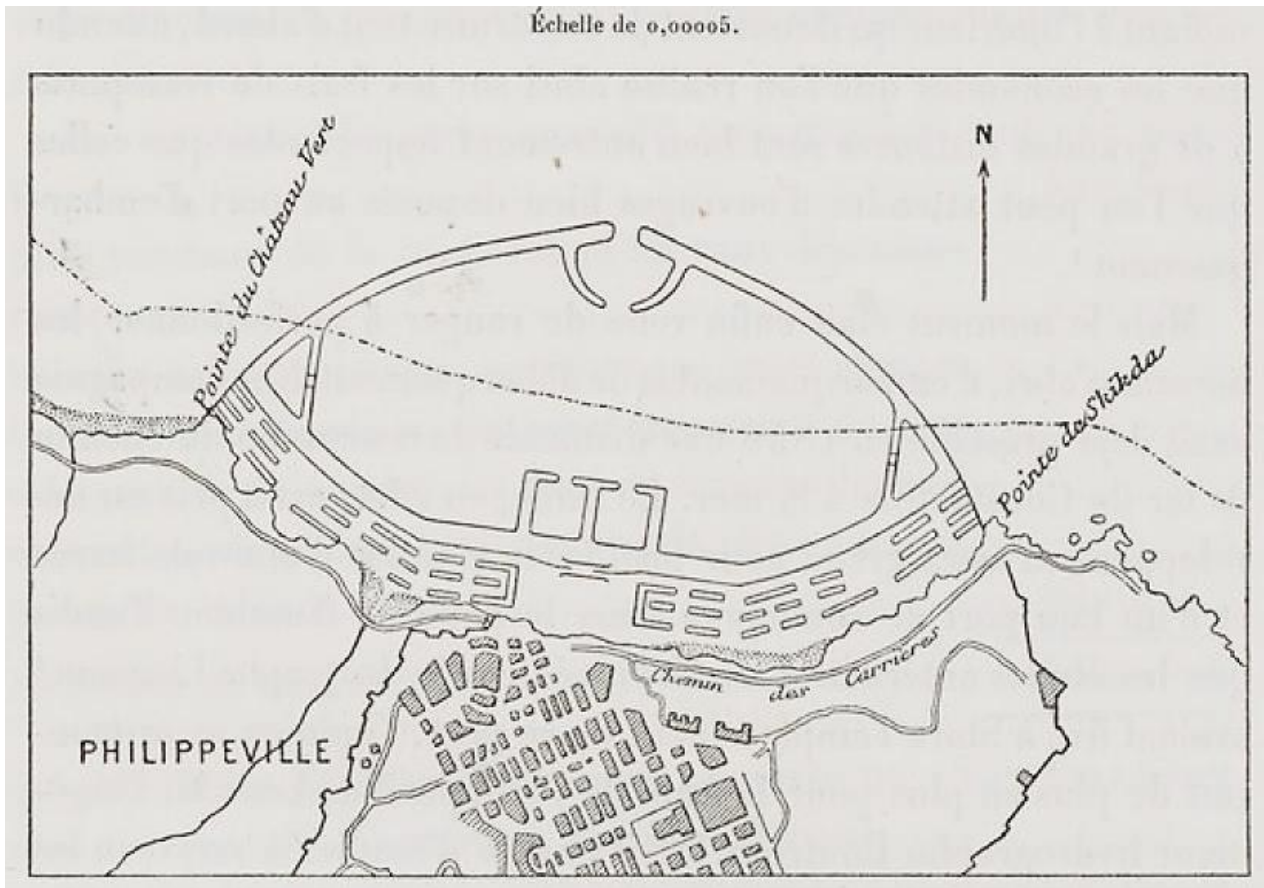 Échelle de 0,00005.
N
Pointe du Château Vert
Pointe de Skikda
Chemin des Carrières
PHILIPPEVILLE